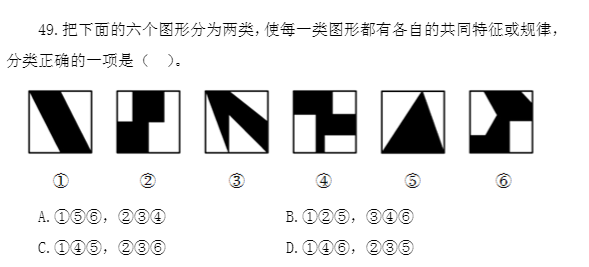 49.把下面的六个图形分为两类,使每一类图形都有各自的共同特征或规律,
分类正确的一项是（　）。
① ② ③ ④ ⑤ ⑥
A.①⑤⑥，②③④ B.①②⑤，③④⑥
C.①④⑤，②③⑥ D.①④⑥，②③⑤